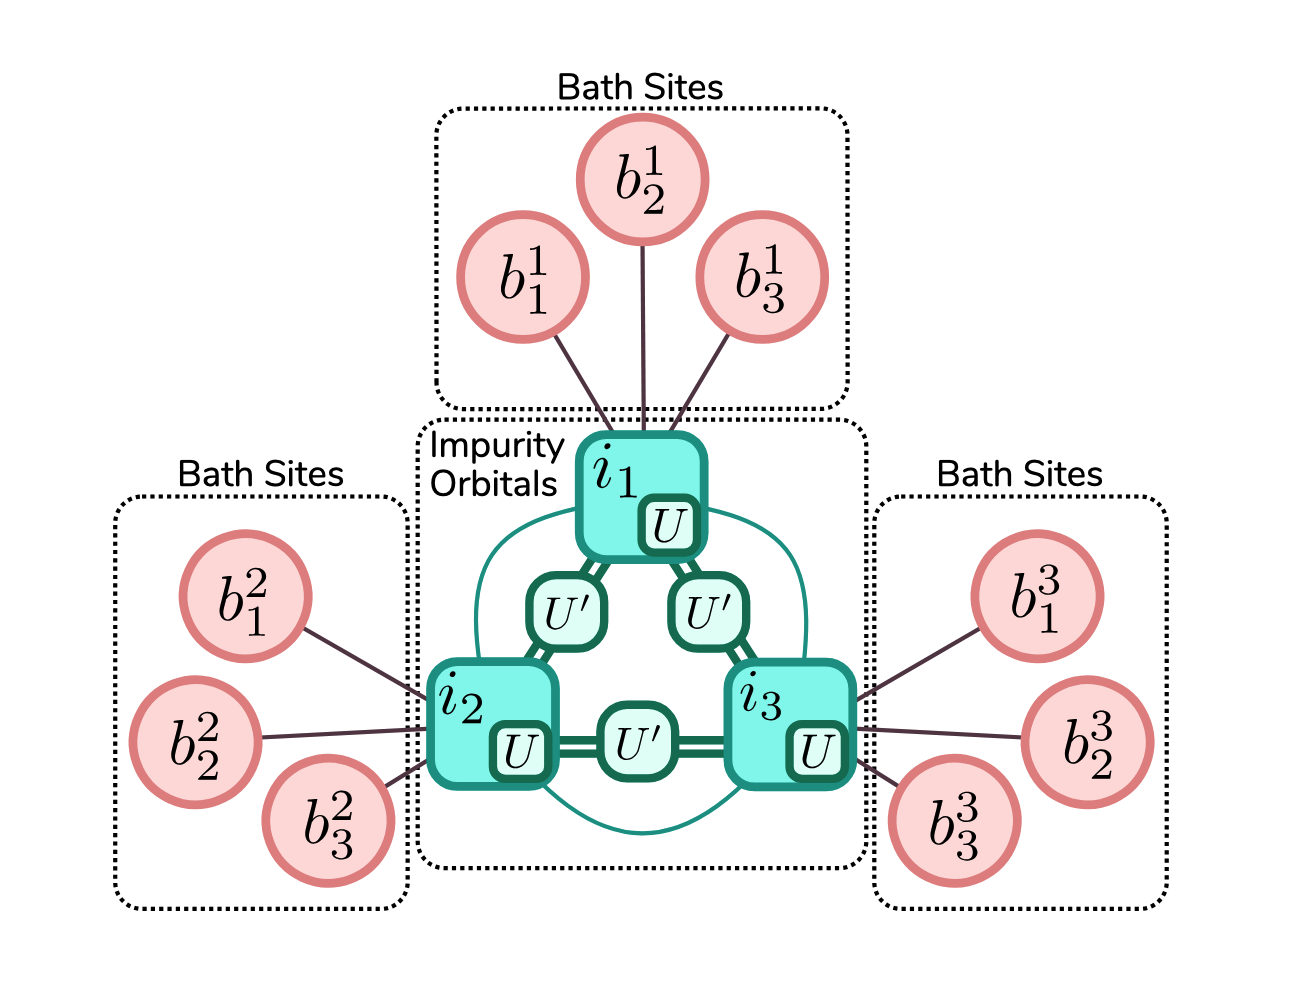 Bath Sites
b_2^1
b_1^1
b_3^1
Impurity
Orbitals
i_1
U
Bath Sites
Bath Sites
b_1^2
U′
U′
b_1^3
i_2
i_3
b_2^2
U
U′
U
b_2^3
b_3^2
b_3^3